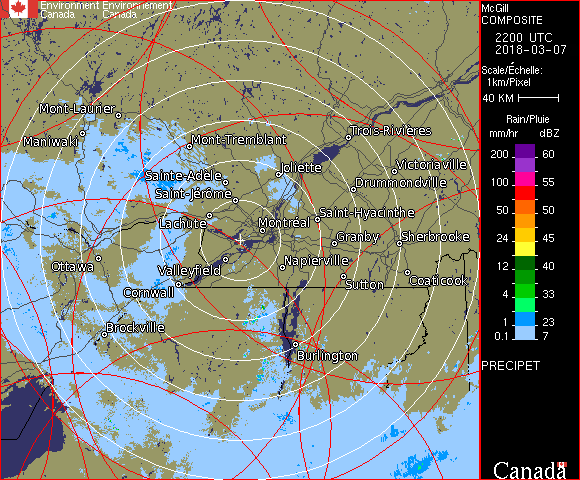 Environment Environnement
Canada Canada
McGill
COMPOSITE
2200 UTC
2018-03-07
Scale/Échelle:
1km/Pixel
40 KM
Rain/Pluie
mm/hr dBZ
200 60
100 55
50 50
24 45
12 40
4 33
1 23
0.1 7
PRECIPET
Canada
Mont-Laurier
Maniwaki
Mont-Tremblant
Trois-Rivières
Joliette
Victoriaville
Sainte-Adèle
Drummondville
Saint-Jérôme
Saint-Hyacinthe
Lachute
Montréal
Granby
Sherbrooke
Ottawa
Valleyfield
Napierville
Cornwall
Sutton
Coaticook
Brockville
Burlington